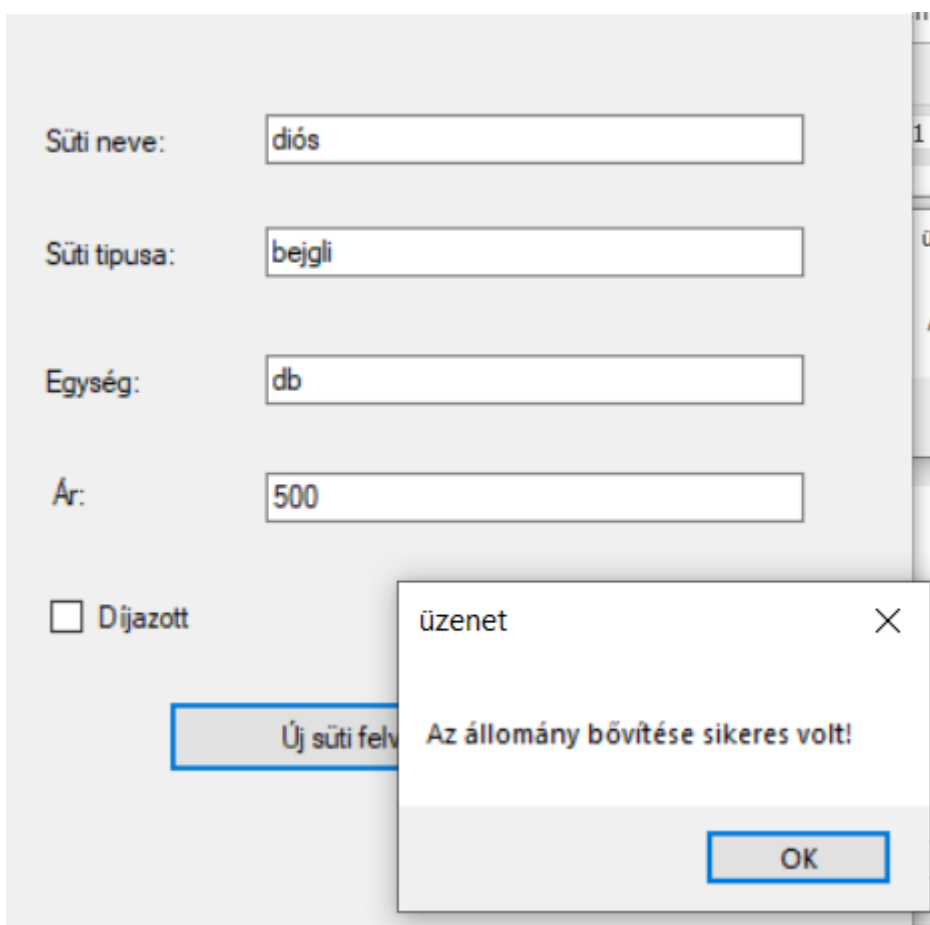 Süti neve:
diós
Süti tipusa:
bejgli
Egység:
db
Ár:
500
Díjazott
üzenet
Új süti
Az állomány bővítése sikeres volt!
OK